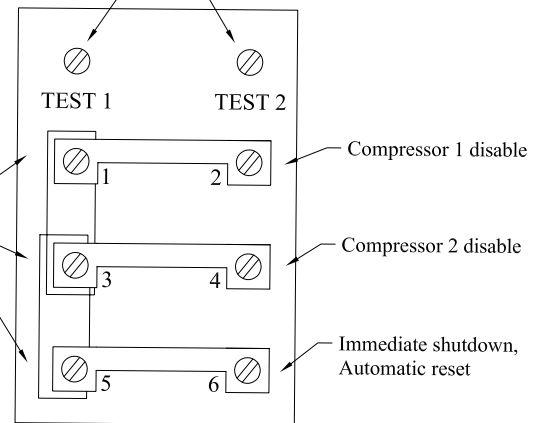 TEST 1
TEST 2
1
2
Compressor 1 disable
3
4
Compressor 2 disable
5
6
Immediate shutdown,
Automatic reset